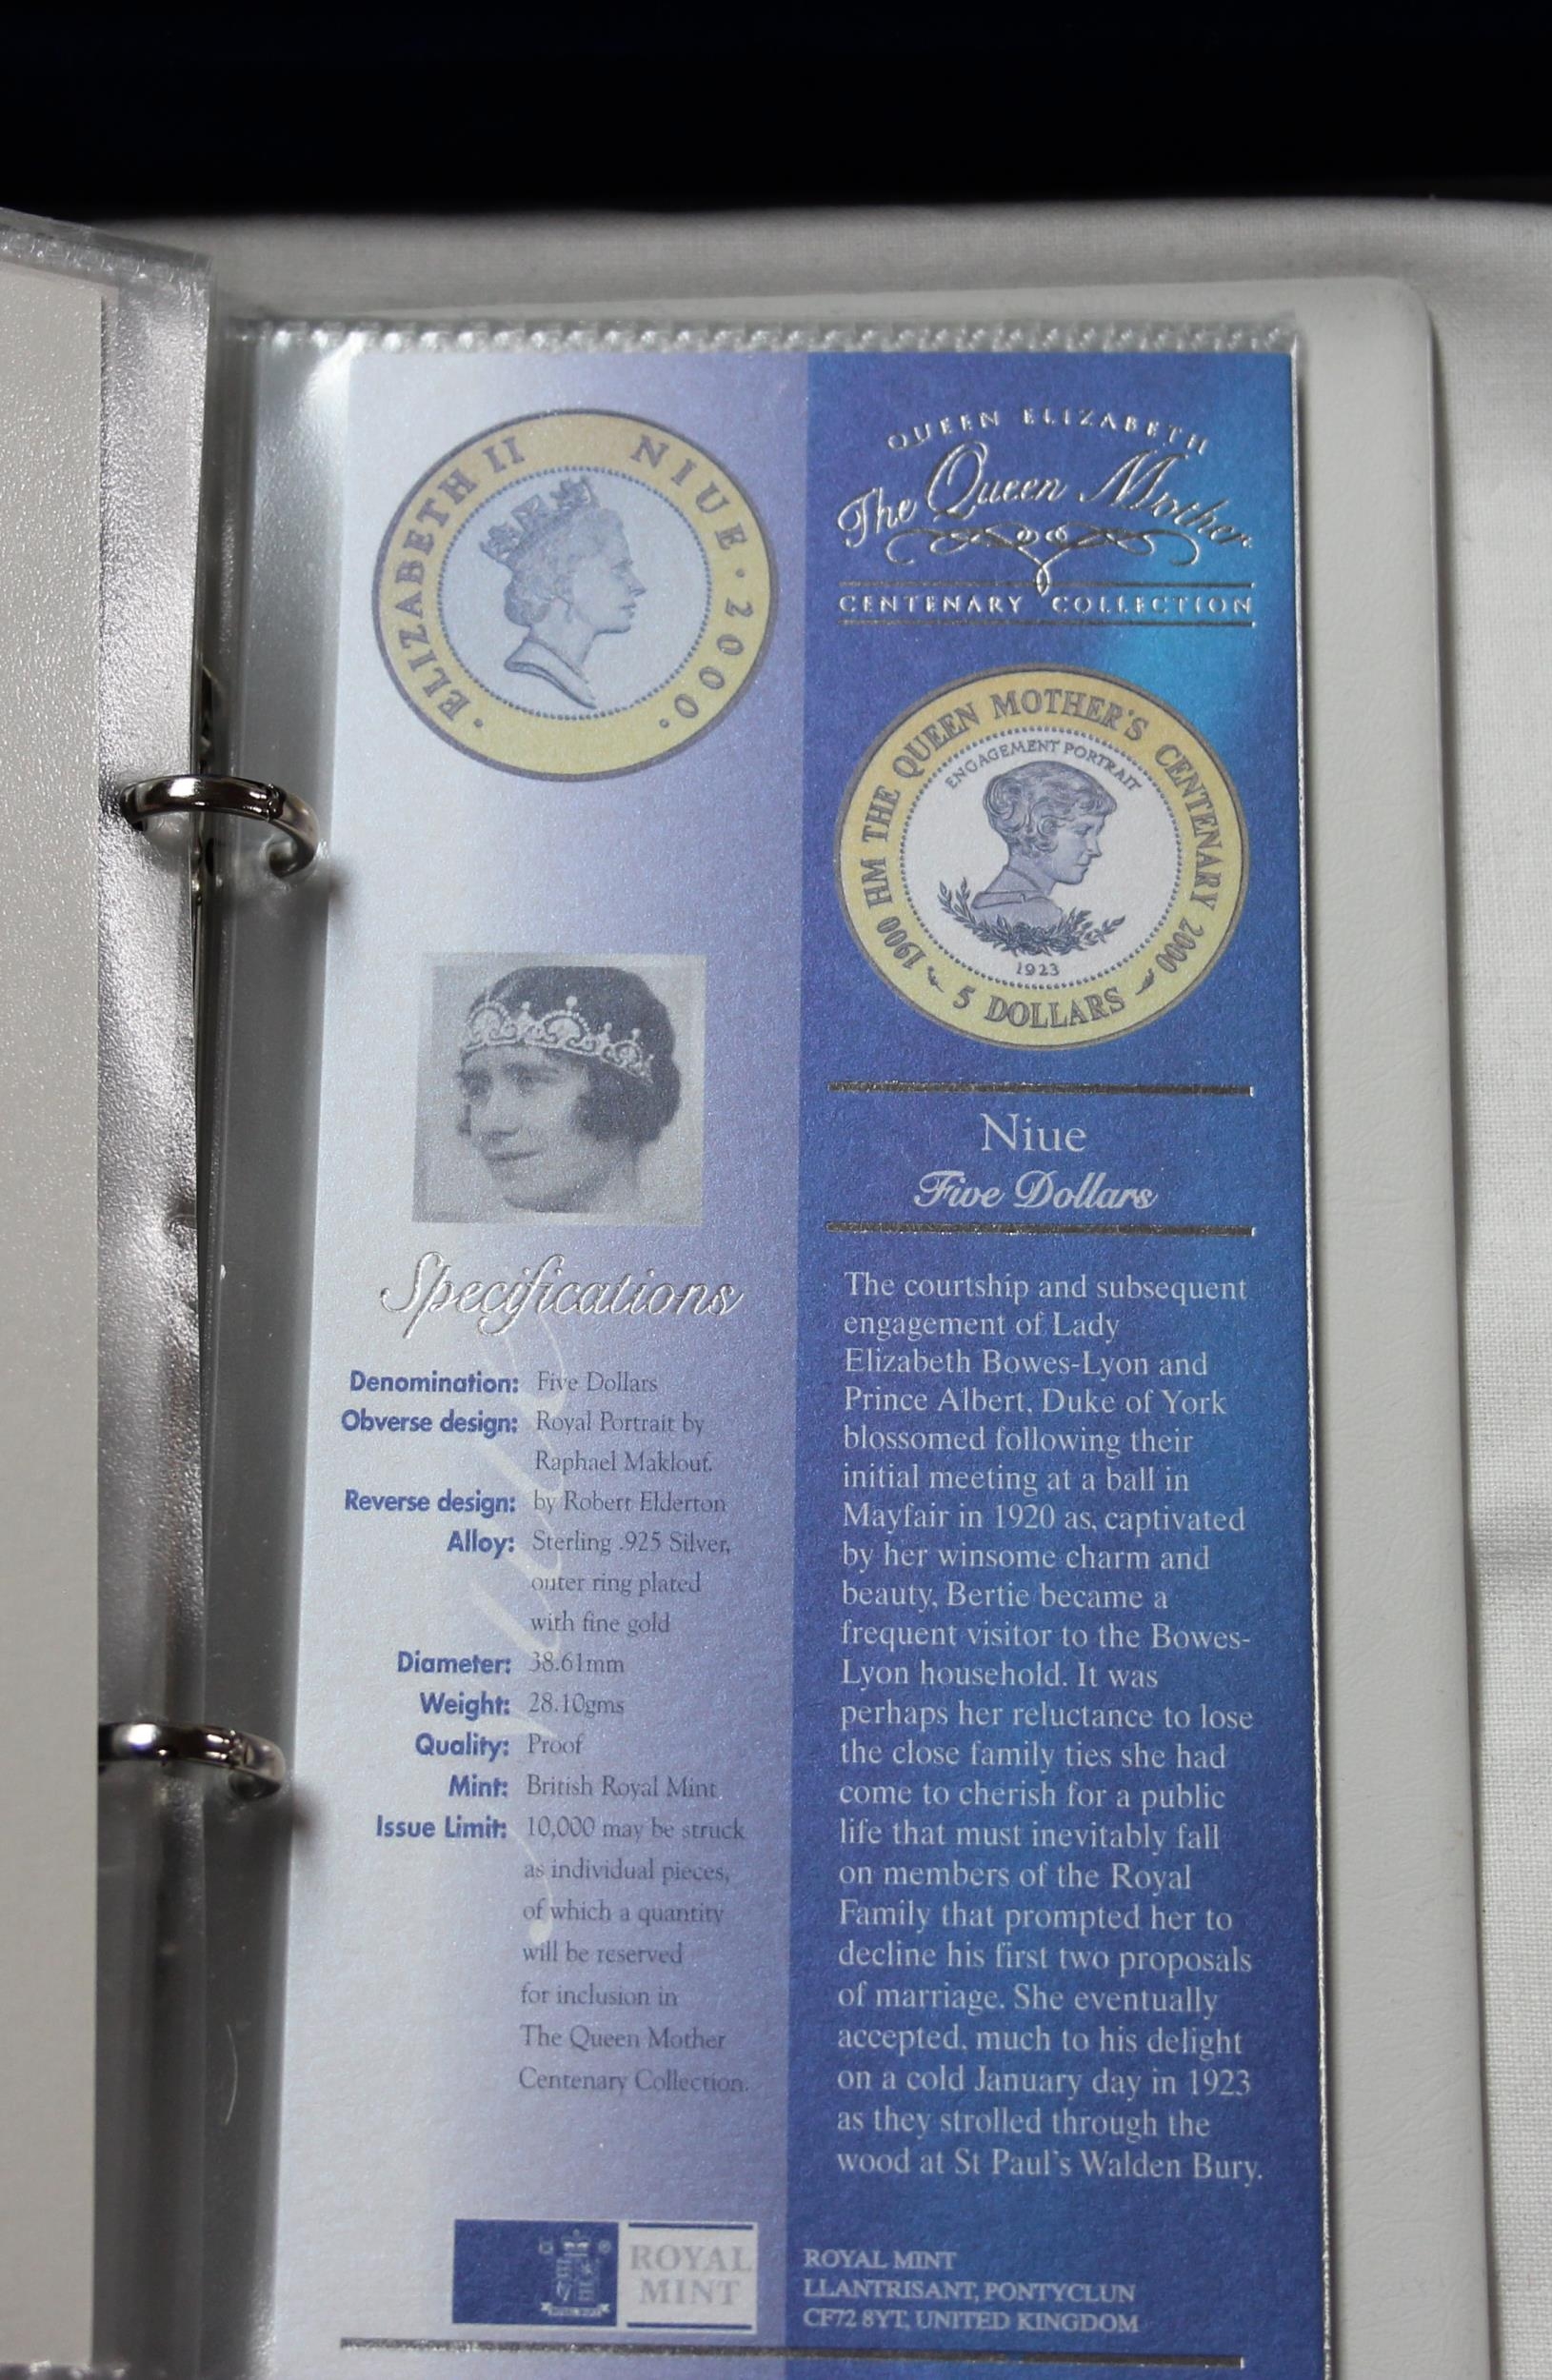 ELIZABETH II NIUE · 2000 ·
Specifications
Denomination: Five Dollars
Obverse design: Royal Portrait by
Raphael Maklouf.
Reverse design: by Robert Elderton
Alloy: Sterling .925 Silver,
outer ring plated
with fine gold
Diameter: 38.61mm
Weight: 28.10gms
Quality: Proof
Mint: British Royal Mint
Issue Limit: 10,000 may be struck
as individual pieces,
of which a quantity
will be reserved
for inclusion in
The Queen Mother
Centenary Collection.
ROYAL
MINT
QUEEN ELIZABETH
The Queen Mother
CENTENARY COLLECTION
1900 HM THE QUEEN MOTHER'S CENTENARY 2000
ENGAGEMENT PORTRAIT
1923
5 DOLLARS
Niue
Five Dollars
The courtship and subsequent
engagement of Lady
Elizabeth Bowes-Lyon and
Prince Albert, Duke of York
blossomed following their
initial meeting at a ball in
Mayfair in 1920 as, captivated
by her winsome charm and
beauty, Bertie became a
frequent visitor to the Bowes-
Lyon household. It was
perhaps her reluctance to lose
the close family ties she had
come to cherish for a public
life that must inevitably fall
on members of the Royal
Family that prompted her to
decline his first two proposals
of marriage. She eventually
accepted, much to his delight
on a cold January day in 1923
as they strolled through the
wood at St Paul's Walden Bury.
ROYAL MINT
LLANTRISANT, PONTYCLUN
CF72 8YT, UNITED KINGDOM